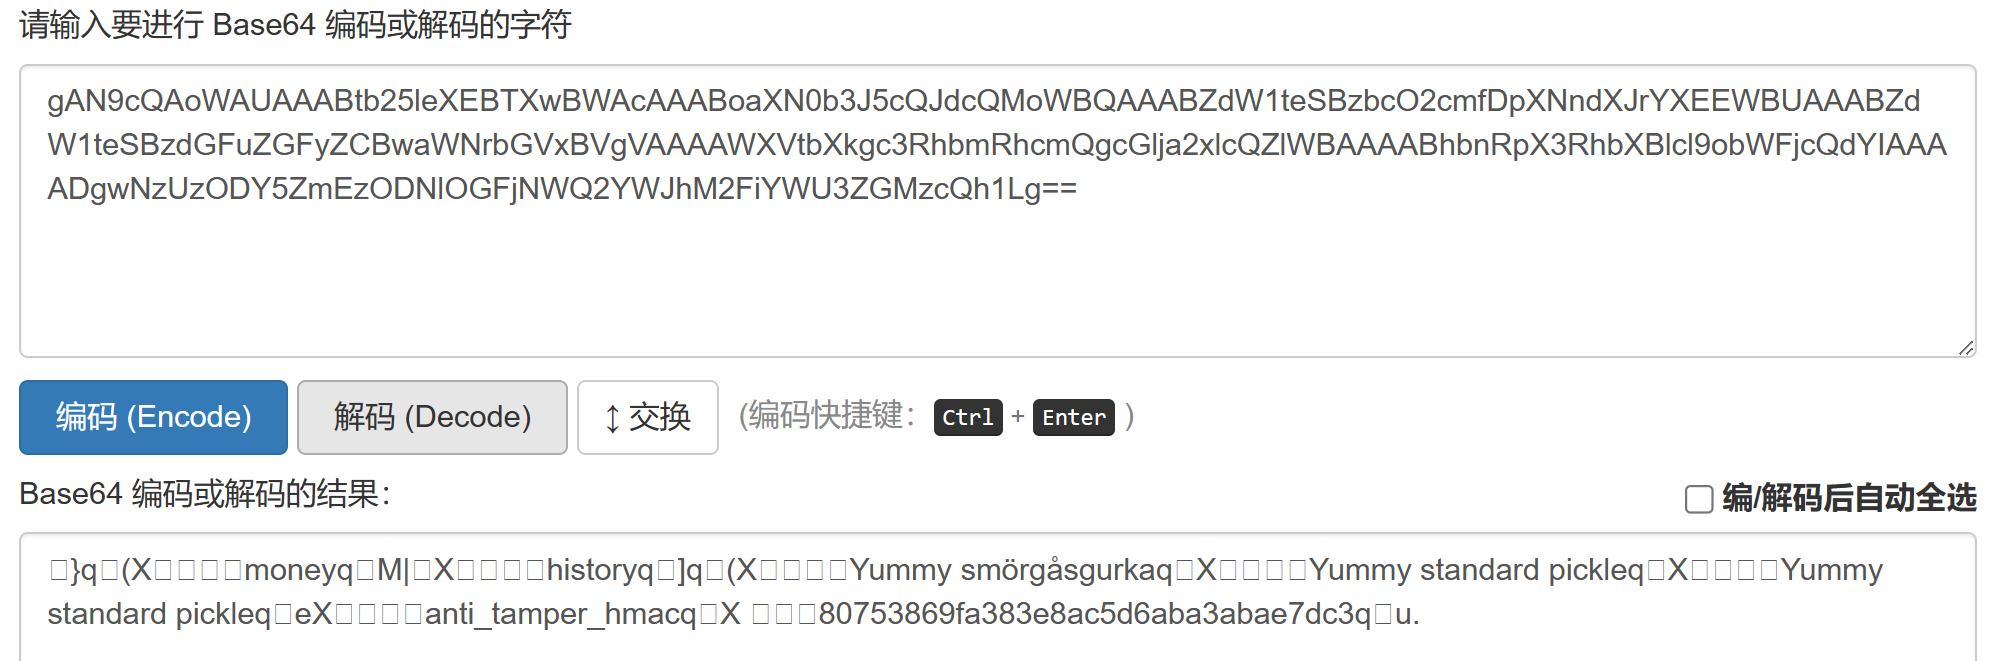 请输入要进行 Base64 编码或解码的字符
gAN9cQAoWAUAAABtb25leXEBTXwBWAcAAABoaXN0b3J5cQJdcQMoWBQAAABZdW1teSBzbcO2cmfDpXNndXJrYXEEWBUAAABZd
W1teSBzdGFuZGFyZCBwaWNrbGVxBVgVAAAAWXVtbXkgc3RhbmRhcmQgcGlja2xlcQZlWBAAAABhbnRpX3RhbXBlcl9obWFjcQdYIAAA
ADgwNzUzODY5ZmEzODNlOGFjNWQ2YWJhM2FiYWU3ZGMzcQh1Lg==
编码 (Encode) 解码 (Decode) ↕ 交换 (编码快捷键： Ctrl + Enter )
Base64 编码或解码的结果： 编/解码后自动全选
□}q□(X□□□□moneyq□M|□X□□□□historyq□]q□(X□□□□Yummy smörgåsgurkaq□X□□□□Yummy standard pickleq□X□□□□Yummy
standard pickleq□eX□□□□anti_tamper_hmacq□X □□□80753869fa383e8ac5d6aba3abae7dc3q□u.